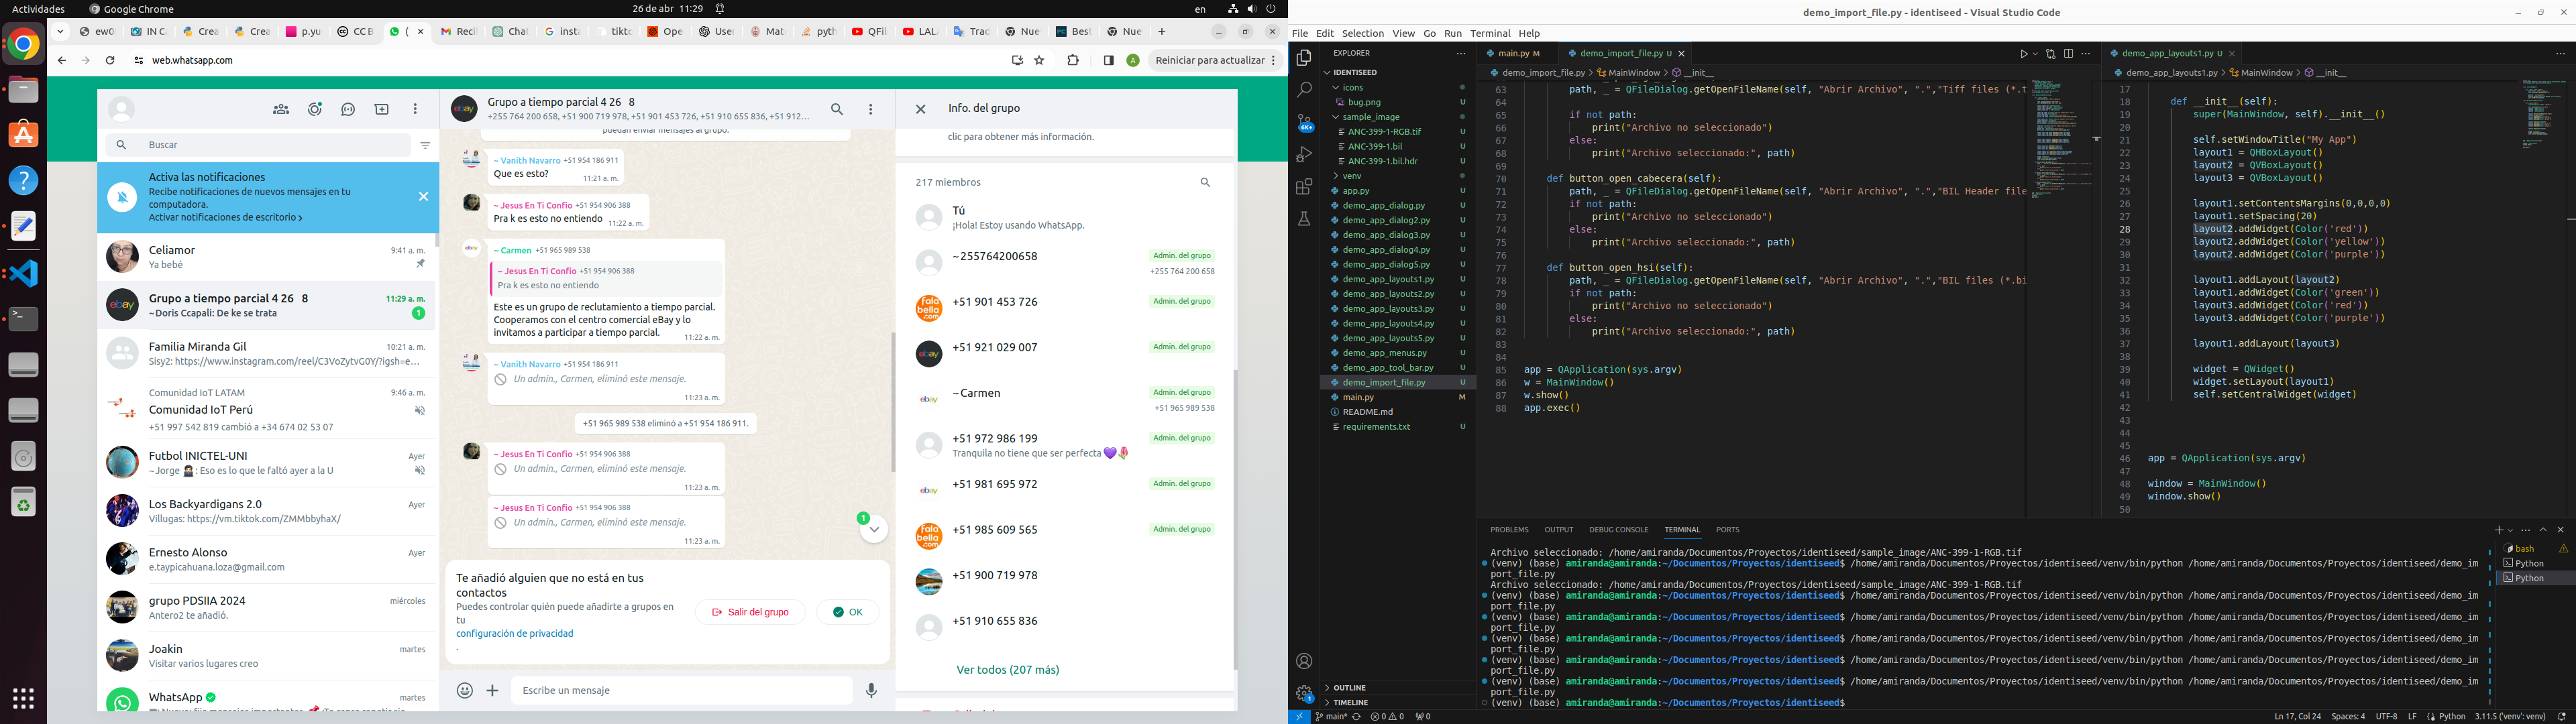 Actividades
Google Chrome
26 de abr 11:29
en
ew0
IN C
Crea
Crea
p.yu
CC B
(
Reci
Chat
insta
tikto
Ope
User
Mat
pyth
QFil
LAL
Trad
Nue
Best
Nue
web.whatsapp.com
Reiniciar para actualizar
Buscar
Activa las notificaciones
Recibe notificaciones de nuevos mensajes en tu
computadora.
Activar notificaciones de escritorio
Celiamor
9:41 a. m.
Ya bebé
Grupo a tiempo parcial 4 26 8
11:29 a. m.
~Doris Ccapali: De ke se trata
1
Familia Miranda Gil
10:21 a. m.
Sisy2: https://www.instagram.com/reel/C3VoZytvG0Y/?igsh=e...
Comunidad IoT LATAM
9:46 a. m.
Comunidad IoT Perú
+51 997 542 819 cambió a +34 674 02 53 07
Futbol INICTEL-UNI
Ayer
~Jorge : Eso es lo que le faltó ayer a la U
Los Backyardigans 2.0
Ayer
Villugas: https://vm.tiktok.com/ZMMbbyhaX/
Ernesto Alonso
Ayer
e.taypicahuana.loza@gmail.com
grupo PDSIIA 2024
miércoles
Antero2 te añadió.
Joakin
martes
Visitar varios lugares creo
WhatsApp
martes
Grupo a tiempo parcial 4 26 8
+255 764 200 658, +51 900 719 978, +51 901 453 726, +51 910 655 836, +51 912...
puedan enviar mensajes al grupo.
~ Vanith Navarro +51 954 186 911
Que es esto?
11:21 a. m.
~ Jesus En Ti Confio +51 954 906 388
Pra k es esto no entiendo
11:22 a. m.
~ Carmen +51 965 989 538
~ Jesus En Ti Confio +51 954 906 388
Pra k es esto no entiendo
Este es un grupo de reclutamiento a tiempo parcial.
Cooperamos con el centro comercial eBay y lo
invitamos a participar a tiempo parcial.
11:22 a. m.
~ Vanith Navarro +51 954 186 911
Un admin., Carmen, eliminó este mensaje.
11:23 a. m.
+51 965 989 538 eliminó a +51 954 186 911.
~ Jesus En Ti Confio +51 954 906 388
Un admin., Carmen, eliminó este mensaje.
11:23 a. m.
~ Jesus En Ti Confio +51 954 906 388
Un admin., Carmen, eliminó este mensaje.
11:23 a. m.
1
Te añadió alguien que no está en tus
contactos
Puedes controlar quién puede añadirte a grupos en
tu
configuración de privacidad
.
Salir del grupo
OK
Escribe un mensaje
Info. del grupo
clic para obtener más información.
217 miembros
Tú
¡Hola! Estoy usando WhatsApp.
~255764200658
Admin. del grupo
+255 764 200 658
+51 901 453 726
Admin. del grupo
+51 921 029 007
Admin. del grupo
~Carmen
Admin. del grupo
+51 965 989 538
+51 972 986 199
Admin. del grupo
Tranquila no tiene que ser perfecta
+51 981 695 972
Admin. del grupo
+51 985 609 565
Admin. del grupo
+51 900 719 978
+51 910 655 836
Ver todos (207 más)
demo_import_file.py - identiseed - Visual Studio Code
File Edit Selection View Go Run Terminal Help
EXPLORER
IDENTISEED
icons
bug.png U
sample_image
ANC-399-1-RGB.tif U
ANC-399-1.bil U
ANC-399-1.bil.hdr U
venv
app.py U
demo_app_dialog.py U
demo_app_dialog2.py U
demo_app_dialog3.py U
demo_app_dialog4.py U
demo_app_dialog5.py U
demo_app_layouts1.py U
demo_app_layouts2.py U
demo_app_layouts3.py U
demo_app_layouts4.py U
demo_app_layouts5.py U
demo_app_menus.py U
demo_app_tool_bar.py U
demo_import_file.py U
main.py M
README.md
requirements.txt U
OUTLINE
TIMELINE
main.py M
demo_import_file.py U
demo_import_file.py > MainWindow > __init__
63 path, _ = QFileDialog.getOpenFileName(self, "Abrir Archivo", ".","Tiff files (*.t
64
65 if not path:
66 print("Archivo no seleccionado")
67 else:
68 print("Archivo seleccionado:", path)
69
70 def button_open_cabecera(self):
71 path, _ = QFileDialog.getOpenFileName(self, "Abrir Archivo", ".","BIL Header file
72 if not path:
73 print("Archivo no seleccionado")
74 else:
75 print("Archivo seleccionado:", path)
76
77 def button_open_hsi(self):
78 path, _ = QFileDialog.getOpenFileName(self, "Abrir Archivo", ".","BIL files (*.bi
79 if not path:
80 print("Archivo no seleccionado")
81 else:
82 print("Archivo seleccionado:", path)
83
84
85 app = QApplication(sys.argv)
86 w = MainWindow()
87 w.show()
88 app.exec()
demo_app_layouts1.py U
demo_app_layouts1.py > MainWindow > __init__
17
18 def __init__(self):
19 super(MainWindow, self).__init__()
20
21 self.setWindowTitle("My App")
22 layout1 = QHBoxLayout()
23 layout2 = QVBoxLayout()
24 layout3 = QVBoxLayout()
25
26 layout1.setContentsMargins(0,0,0,0)
27 layout1.setSpacing(20)
28 layout2.addWidget(Color('red'))
29 layout2.addWidget(Color('yellow'))
30 layout2.addWidget(Color('purple'))
31
32 layout1.addLayout(layout2)
33 layout1.addWidget(Color('green'))
34 layout3.addWidget(Color('red'))
35 layout3.addWidget(Color('purple'))
36
37 layout1.addLayout(layout3)
38
39 widget = QWidget()
40 widget.setLayout(layout1)
41 self.setCentralWidget(widget)
42
43
44
45
46 app = QApplication(sys.argv)
47
48 window = MainWindow()
49 window.show()
50
PROBLEMS OUTPUT DEBUG CONSOLE TERMINAL PORTS
Archivo seleccionado: /home/amiranda/Documentos/Proyectos/identiseed/sample_image/ANC-399-1-RGB.tif
(venv) (base) amiranda@amiranda:~/Documentos/Proyectos/identiseed$ /home/amiranda/Documentos/Proyectos/identiseed/venv/bin/python /home/amiranda/Documentos/Proyectos/identiseed/demo_im
port_file.py
Archivo seleccionado: /home/amiranda/Documentos/Proyectos/identiseed/sample_image/ANC-399-1-RGB.tif
(venv) (base) amiranda@amiranda:~/Documentos/Proyectos/identiseed$ /home/amiranda/Documentos/Proyectos/identiseed/venv/bin/python /home/amiranda/Documentos/Proyectos/identiseed/demo_im
port_file.py
(venv) (base) amiranda@amiranda:~/Documentos/Proyectos/identiseed$ /home/amiranda/Documentos/Proyectos/identiseed/venv/bin/python /home/amiranda/Documentos/Proyectos/identiseed/demo_im
port_file.py
(venv) (base) amiranda@amiranda:~/Documentos/Proyectos/identiseed$ /home/amiranda/Documentos/Proyectos/identiseed/venv/bin/python /home/amiranda/Documentos/Proyectos/identiseed/demo_im
port_file.py
(venv) (base) amiranda@amiranda:~/Documentos/Proyectos/identiseed$ /home/amiranda/Documentos/Proyectos/identiseed/venv/bin/python /home/amiranda/Documentos/Proyectos/identiseed/demo_im
port_file.py
(venv) (base) amiranda@amiranda:~/Documentos/Proyectos/identiseed$ /home/amiranda/Documentos/Proyectos/identiseed/venv/bin/python /home/amiranda/Documentos/Proyectos/identiseed/demo_im
port_file.py
(venv) (base) amiranda@amiranda:~/Documentos/Proyectos/identiseed$
bash
Python
Python
main*
0 0
0
Ln 17, Col 24 Spaces: 4 UTF-8 LF Python 3.11.5 ('venv': venv)